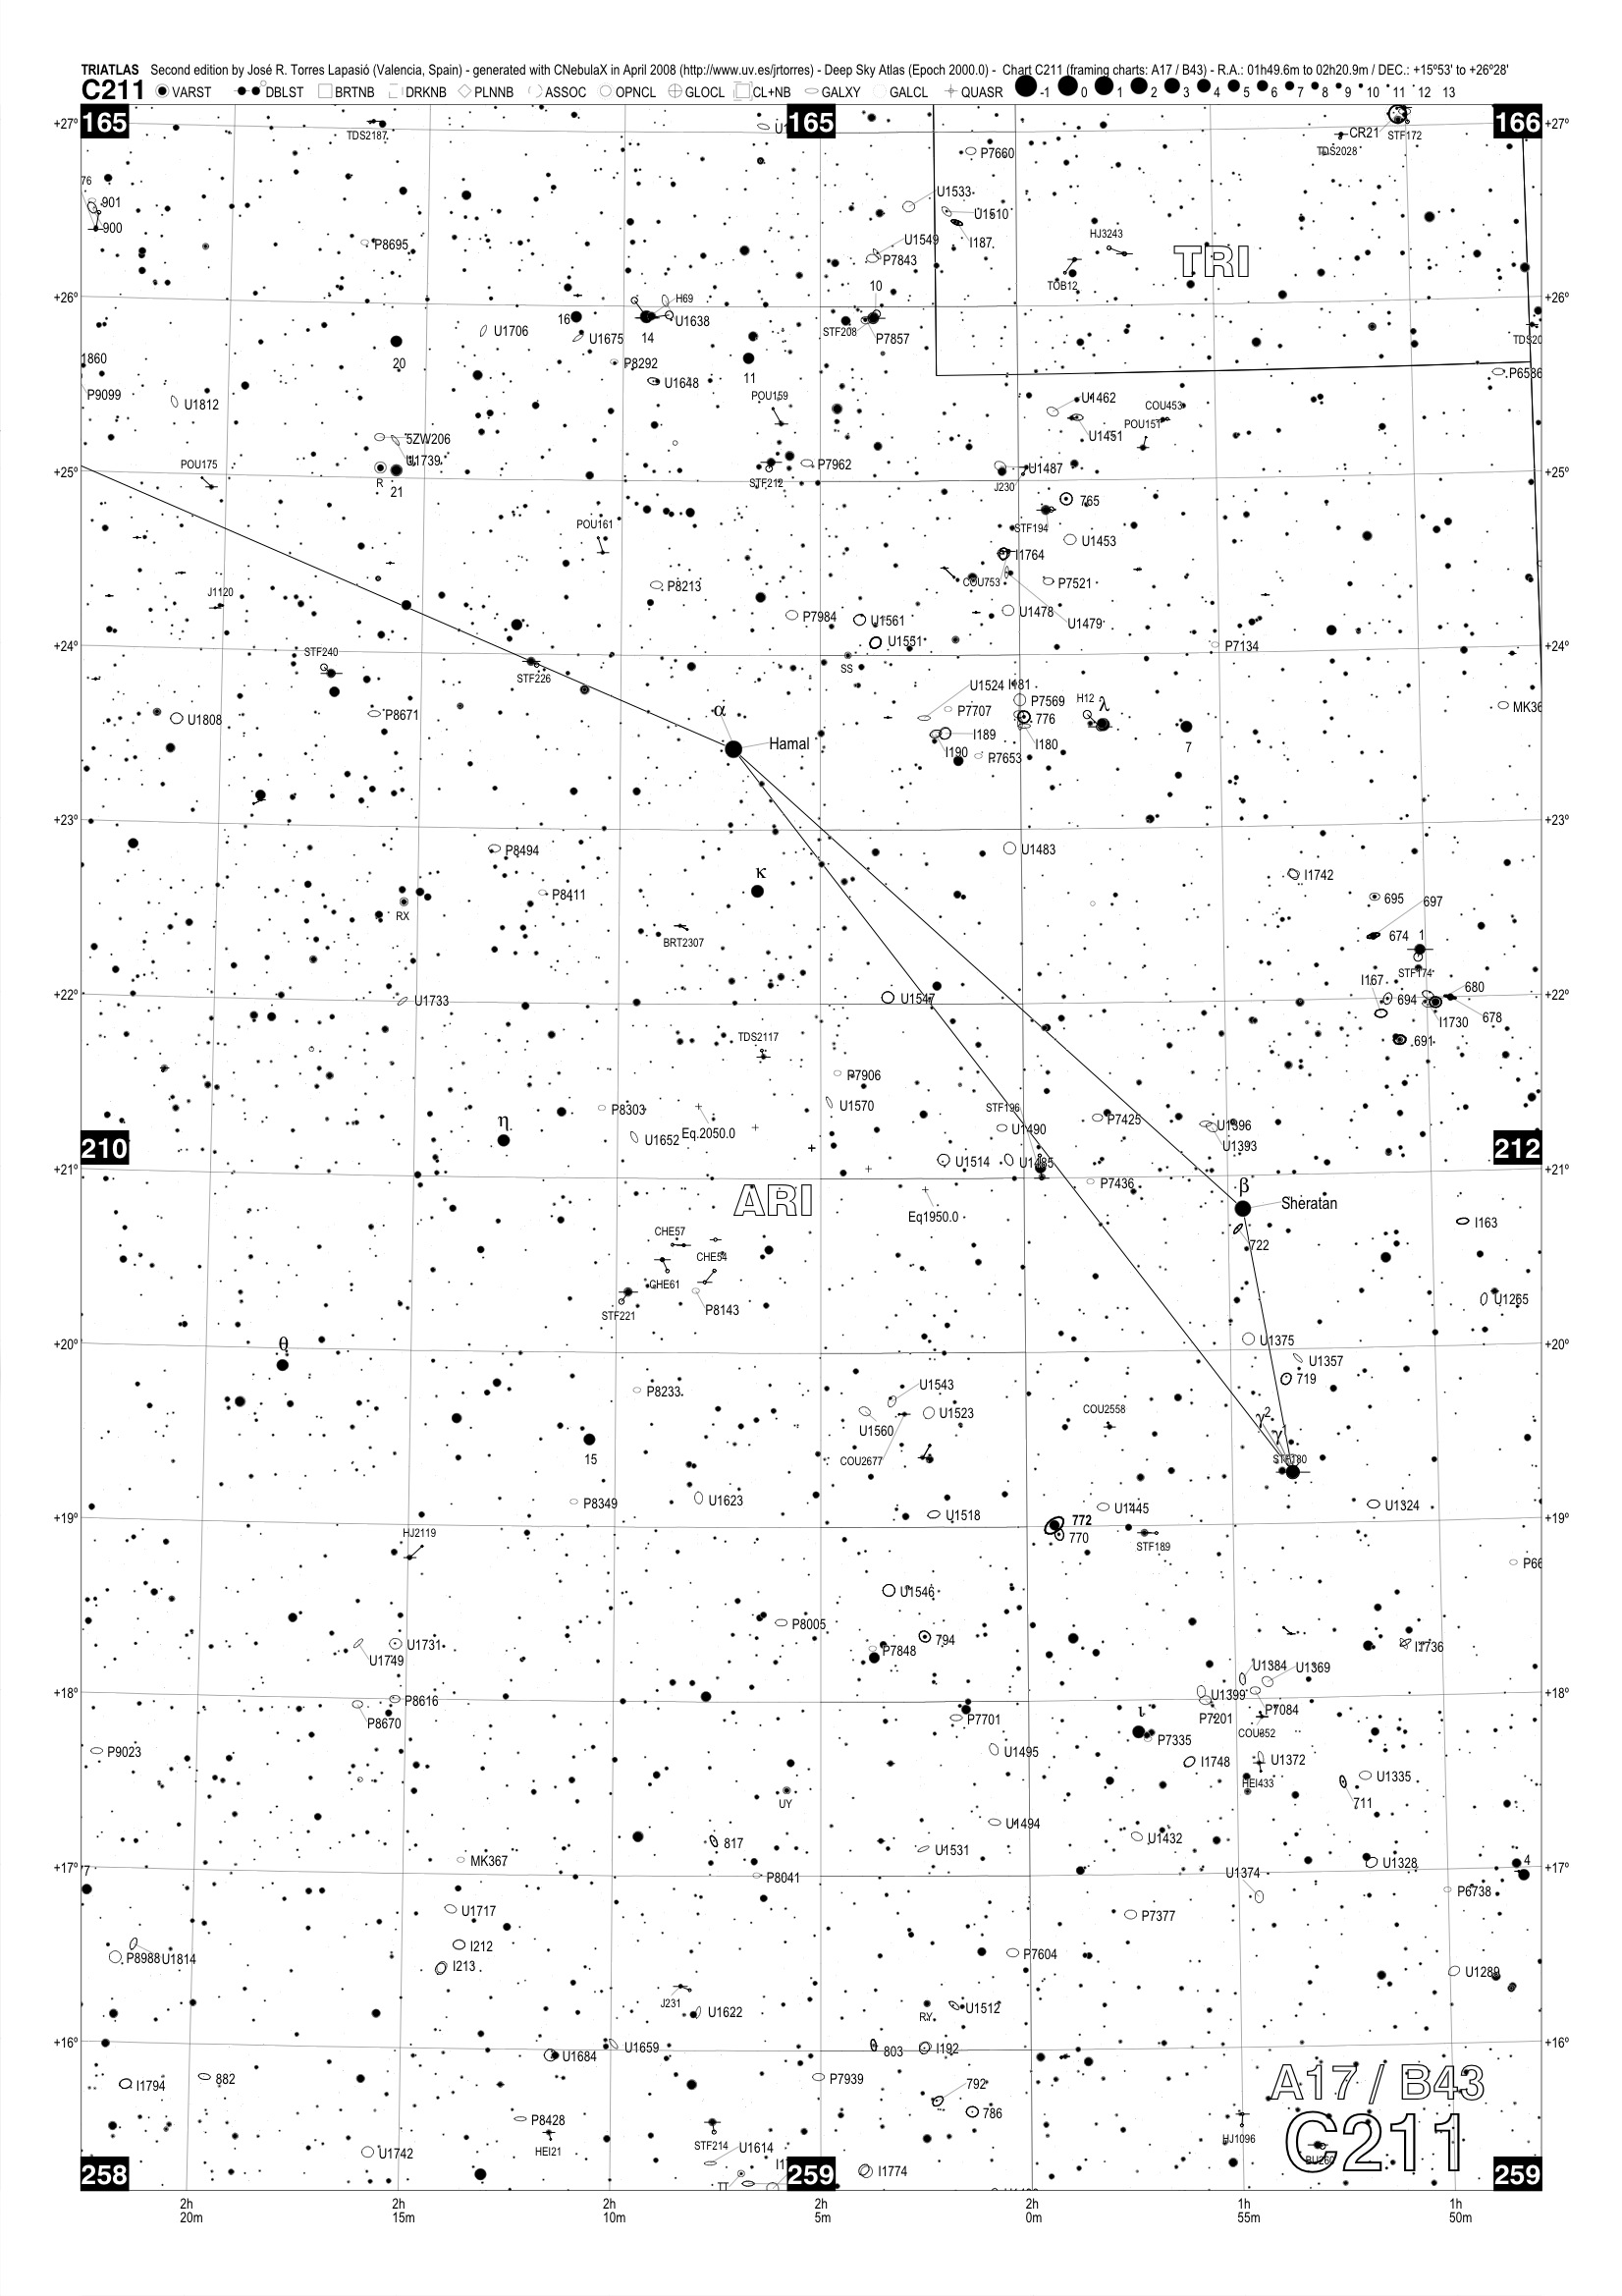 TRIATLAS Second edition by José R. Torres Lapasió (Valencia, Spain) - generated with CNebulaX in April 2008 (http://www.uv.es/jrtorres) - Deep Sky Atlas (Epoch 2000.0) - Chart C211 (framing charts: A17 / B43) - R.A.: 01h49.6m to 02h20.9m / DEC.: +15°53' to +26°28'
C211 VARST DBLST BRTNB DRKNB PLNNB ASSOC OPNCL GLOCL CL+NB GALXY GALCL QUASR -1 0 1 2 3 4 5 6 7 8 9 10 11 12 13
165 165 166
+27° +27°
TDS2187 CR21 STF172
P7660 TDS2028
76
901 U1533
900 U1510
P8695 U1549 I187 HJ3243
P7843 TRI
10 TOB12
+26° +26°
H69
16 U1638
U1706 14 STF208
U1675 P7857
1860 20 P8292
11 P6586
P9099 U1648
U1812 POU159 U1462 COU453
POU151
5ZW206 U1451
U1739
POU175 P7962 U1487
+25° +25°
R 21 STF212 J230
765
POU161 STF194
U1453
I1764
P8213 COU753 P7521
J1120 P7984 U1561 U1478
U1479
U1551
+24° +24°
STF240 SS P7134
STF226
U1524 I181
P8671 P7707 P7569 H12 λ
U1808 α 776
Hamal I189 I180 7
I190 P7653
+23° +23°
P8494 U1483
κ I1742
P8411 695 697
RX
BRT2307 674 1
STF174
I167 680
+22° +22°
U1733 U1547 694
I1730 678
TDS2117 691
P7906
U1570
P8303 STF196 P7425
η Eq.2050.0 U1490 U1396
U1652 U1393
210 212
U1514 U1485
+21° +21°
P7436
ARI β
Eq1950.0 Sheratan
CHE57 I163
CHE54 722
CHE61
STF221 P8143 U1265
+20° θ U1375 +20°
U1357
P8233 U1543 719
U1523 COU2558
U1560 γ2
15 COU2677 γ1
STF180
P8349 U1623 U1445 U1324
+19° U1518 772 +19°
HJ2119 770 STF189
U1546
P8005
U1731 794
U1749 P7848 I1736
U1384 U1369
+18° +18°
P8616 U1399
P8670 P7701 P7201 P7084
ι COU352
P9023 P7335
U1495 I1748 U1372
HEI433 U1335
UY 711
U1494
817 U1531 U1432
+17° MK367 U1374 U1328 4 +17°
P8041
P6738
U1717 P7377
I212
P8988 U1814 P7604
I213 U1289
J231 U1622 U1512
RY
+16° +16°
U1684 U1659 803 I192
A17 / B43
I1794 882 P7939 792
P8428 786 C211
HEI21 STF214 HJ1096
U1742 U1614 BU260
258 259 I1774 259
TT
2h 2h 2h 2h 2h 1h 1h
20m 15m 10m 5m 0m 55m 50m